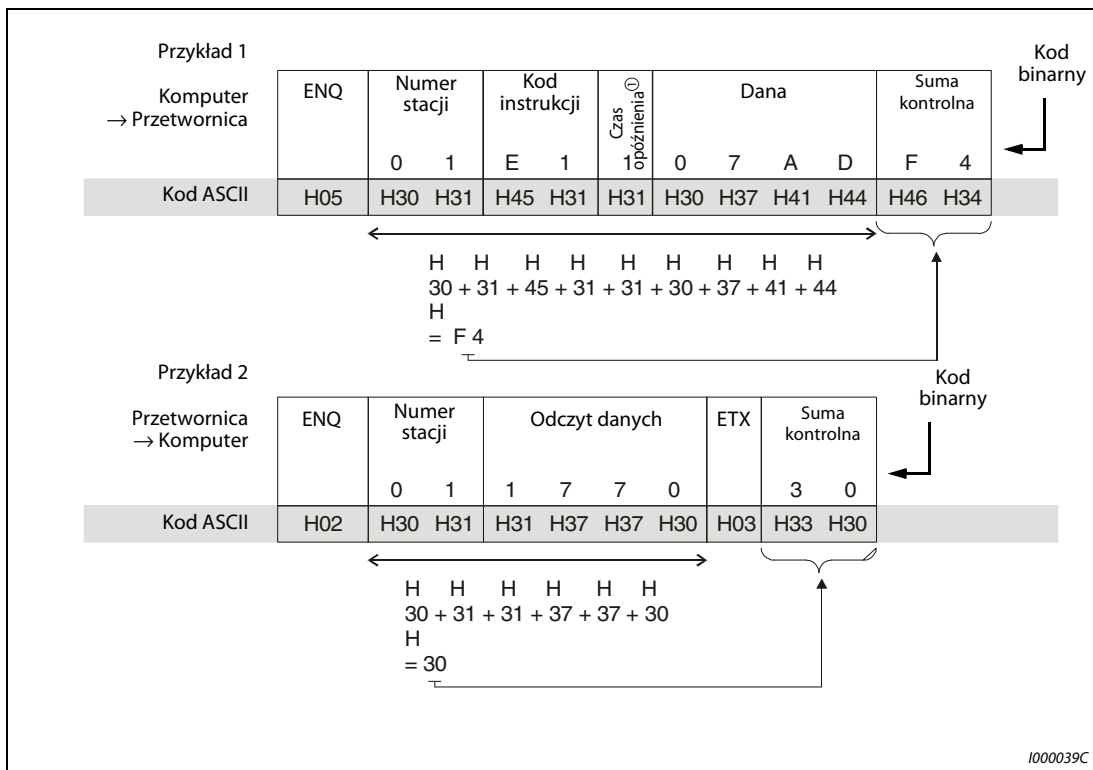 Przykład 1
Kod binarny
Komputer → Przetwornica
ENQ
Numer stacji
Kod instrukcji
Czas opóźnienia①
Dana
Suma kontrolna
0 1 E 1 1 0 7 A D F 4
Kod ASCII H05 H30 H31 H45 H31 H31 H30 H37 H41 H44 H46 H34
H H H H H H H H H
30 + 31 + 45 + 31 + 31 + 30 + 37 + 41 + 44
H
= F 4
Przykład 2
Kod binarny
Przetwornica → Komputer
ENQ
Numer stacji
Odczyt danych
ETX
Suma kontrolna
0 1 1 7 7 0 3 0
Kod ASCII H02 H30 H31 H31 H37 H37 H30 H03 H33 H30
H H H H H H
30 + 31 + 31 + 37 + 37 + 30
H
= 30
I000039C